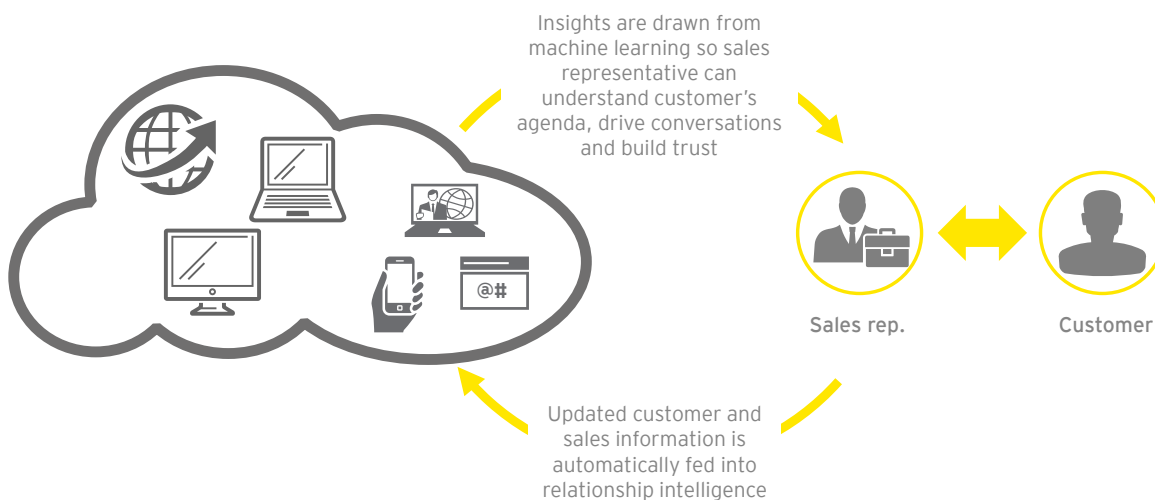 Insights are drawn from
machine learning so sales
representative can
understand customer’s
agenda, drive conversations
and build trust
@#
Sales rep.
Customer
Updated customer and
sales information is
automatically fed into
relationship intelligence